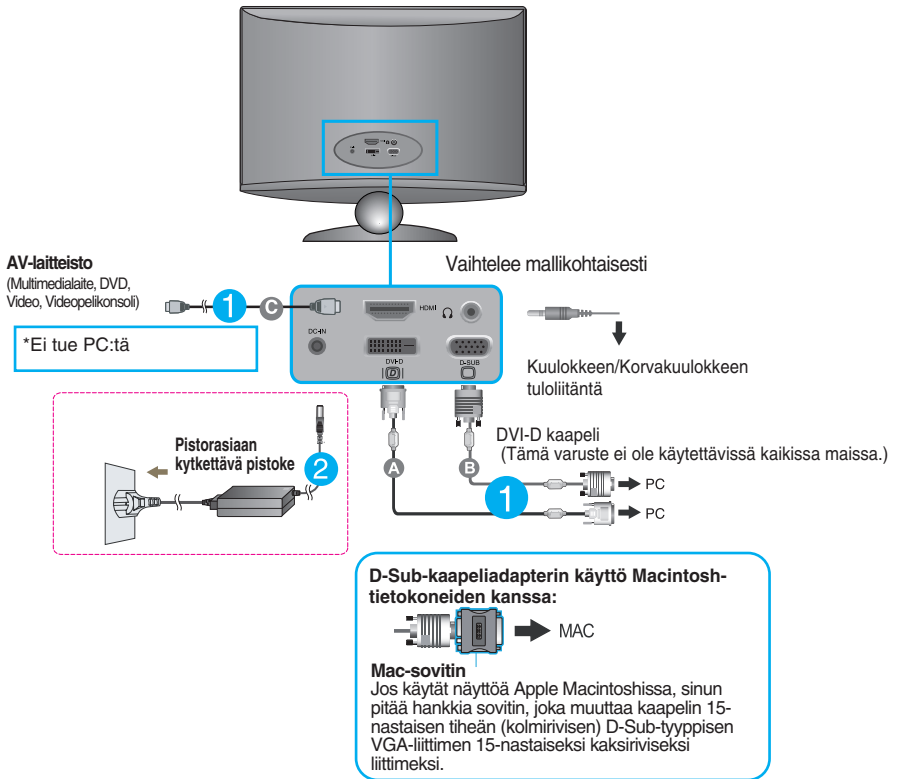 AV-laitteisto
(Multimedialaite, DVD,
Video, Videopelikonsoli)
*Ei tue PC:tä
1
C
Vaihtelee mallikohtaisesti
HDMI
DC-IN
DVI-D
D-SUB
Kuulokkeen/Korvakuulokkeen
tuloliitäntä
Pistorasiaan
kytkettävä pistoke
2
DVI-D kaapeli
(Tämä varuste ei ole käytettävissä kaikissa maissa.)
A
B
1
PC
PC
D-Sub-kaapeliadapterin käyttö Macintosh-
tietokoneiden kanssa:
MAC
Mac-sovitin
Jos käytät näyttöä Apple Macintoshissa, sinun
pitää hankkia sovitin, joka muuttaa kaapelin 15-
nastaisen tiheän (kolmirivisen) D-Sub-tyyppisen
VGA-liittimen 15-nastaiseksi kaksiriviseksi
liittimeksi.